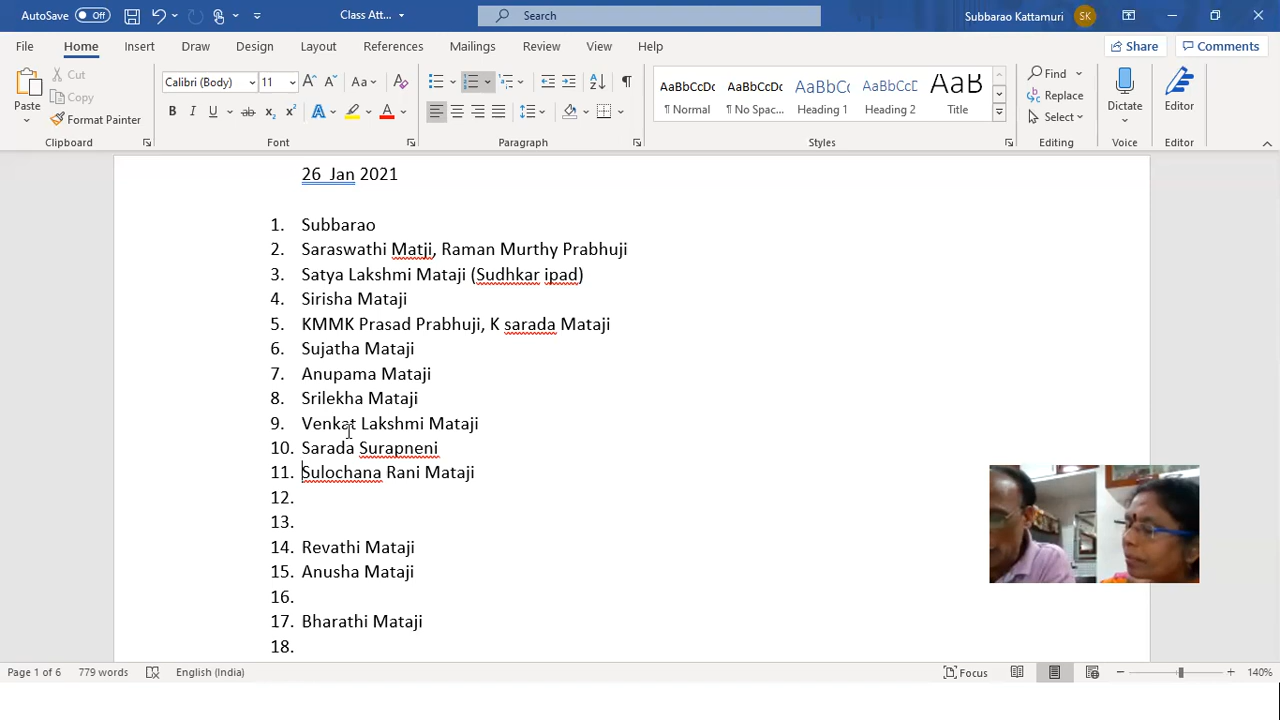 AutoSave Off Class Att... Search Subbarao Kattamuri SK
File Home Insert Draw Design Layout References Mailings Review View Help Share Comments
Paste Cut Copy Format Painter
Calibri (Body) 11
AaBbCcDc AaBbCcDc AaBbCc AaBbCcD AaB
¶ Normal ¶ No Spac... Heading 1 Heading 2 Title
Find Replace Select Dictate Editor
Clipboard Font Paragraph Styles Editing Voice Editor
26 Jan 2021
1. Subbarao
2. Saraswathi Matji, Raman Murthy Prabhuji
3. Satya Lakshmi Mataji (Sudhkar ipad)
4. Sirisha Mataji
5. KMMK Prasad Prabhuji, K sarada Mataji
6. Sujatha Mataji
7. Anupama Mataji
8. Srilekha Mataji
9. Venkat Lakshmi Mataji
10. Sarada Surapneni
11. Sulochana Rani Mataji
12.
13.
14. Revathi Mataji
15. Anusha Mataji
16.
17. Bharathi Mataji
18.
Page 1 of 6 779 words English (India) Focus 140%